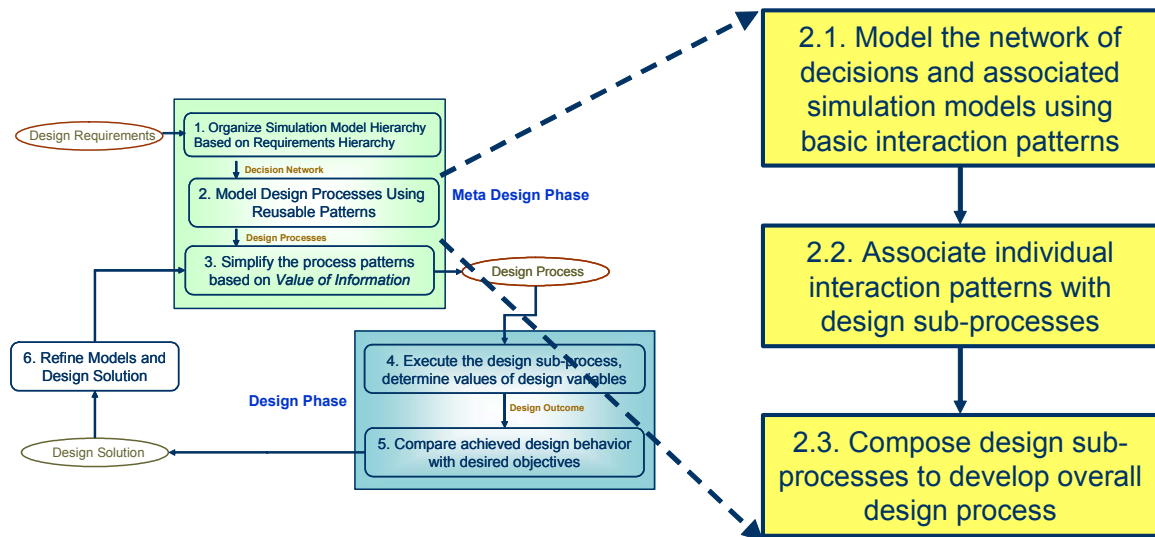 Design Requirements
1. Organize Simulation Model Hierarchy
Based on Requirements Hierarchy
Decision Network
2. Model Design Processes Using
Reusable Patterns
Meta Design Phase
Design Processes
3. Simplify the process patterns
based on Value of Information
Design Process
6. Refine Models and
Design Solution
4. Execute the design sub-process,
determine values of design variables
Design Phase
Design Outcome
5. Compare achieved design behavior
with desired objectives
Design Solution
2.1. Model the network of
decisions and associated
simulation models using
basic interaction patterns
2.2. Associate individual
interaction patterns with
design sub-processes
2.3. Compose design sub-
processes to develop overall
design process